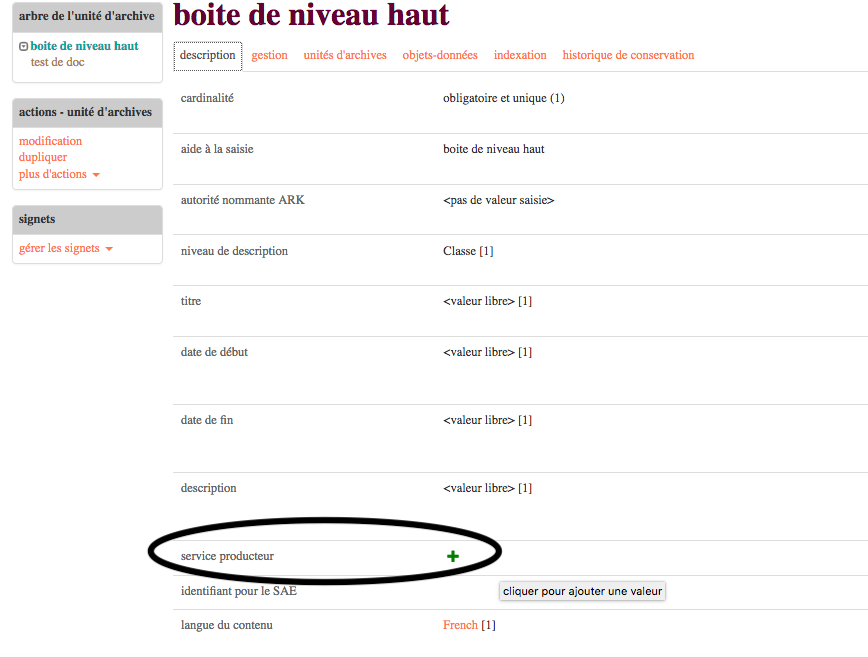 arbre de l'unité d'archive
boite de niveau haut
test de doc
actions - unité d'archives
modification
dupliquer
plus d'actions
signets
gérer les signets
boite de niveau haut
description gestion unités d'archives objets-données indexation historique de conservation
cardinalité obligatoire et unique (1)
aide à la saisie boite de niveau haut
autorité nommante ARK <pas de valeur saisie>
niveau de description Classe [1]
titre <valeur libre> [1]
date de début <valeur libre> [1]
date de fin <valeur libre> [1]
description <valeur libre> [1]
service producteur
identifiant pour le SAE cliquer pour ajouter une valeur
langue du contenu French [1]